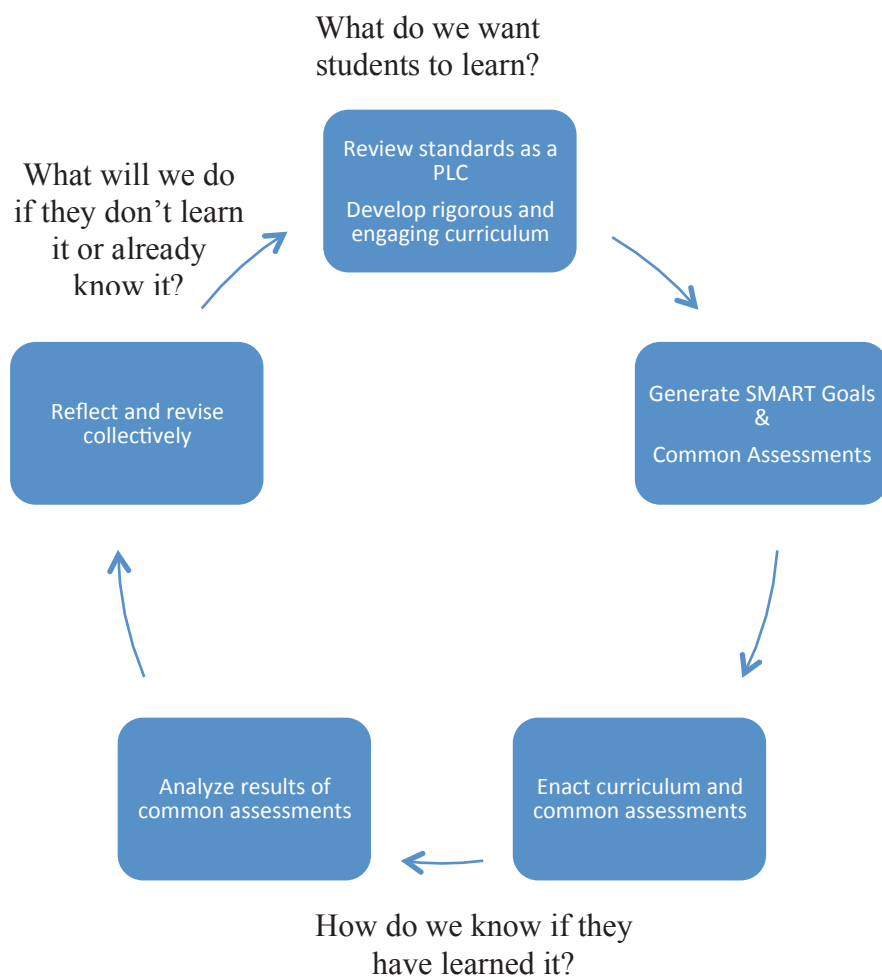 What do we want
students to learn?
Review standards as a
PLC
Develop rigorous and
engaging curriculum
What will we do
if they don’t learn
it or already
know it?
Generate SMART Goals
&
Common Assessments
Reflect and revise
collectively
Analyze results of
common assessments
Enact curriculum and
common assessments
How do we know if they
have learned it?